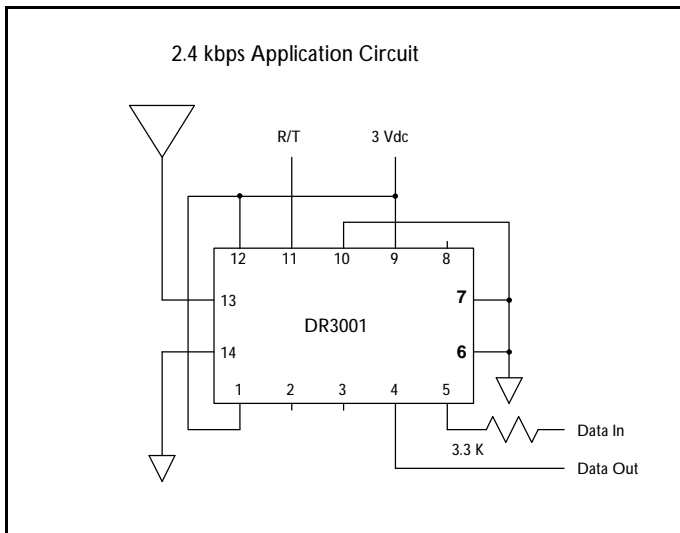 2.4 kbps Application Circuit
R/T
3 Vdc
12 11 10 9 8
13
7
DR3001
14
6
1 2 3 4 5
3.3 K
Data In
Data Out